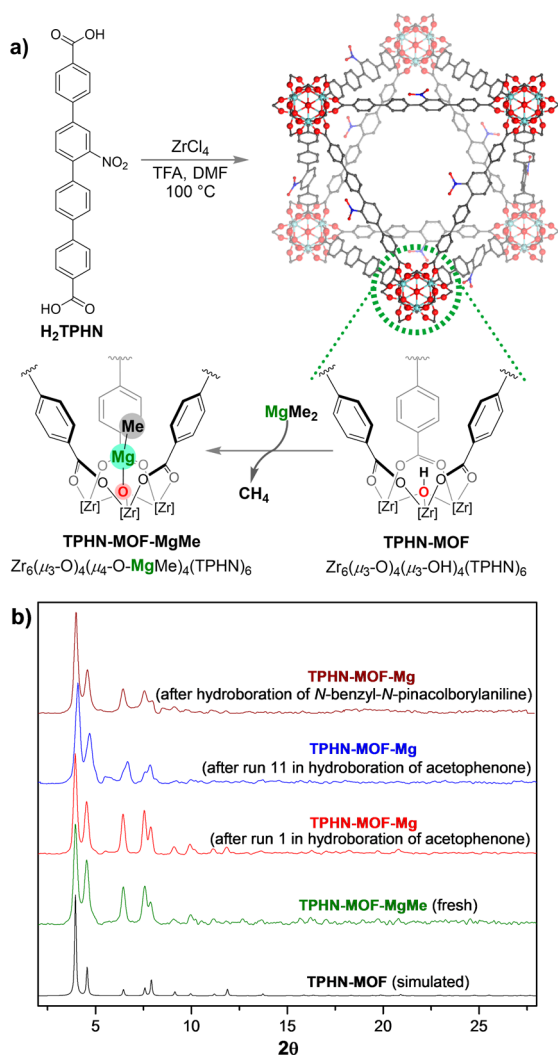 a)
OH
O
NO2
ZrCl4
TFA, DMF
100 °C
HO
O
H2TPHN
Me
Mg
O
O
O
O
O
O
[Zr]
[Zr]
[Zr]
MgMe2
CH4
H
O
O
O
O
O
O
[Zr]
[Zr]
[Zr]
TPHN-MOF-MgMe
Zr6(μ3-O)4(μ4-O-MgMe)4(TPHN)6
TPHN-MOF
Zr6(μ3-O)4(μ3-OH)4(TPHN)6
b)
TPHN-MOF-Mg
(after hydroboration of N-benzyl-N-pinacolborylaniline)
TPHN-MOF-Mg
(after run 11 in hydroboration of acetophenone)
TPHN-MOF-Mg
(after run 1 in hydroboration of acetophenone)
TPHN-MOF-MgMe (fresh)
TPHN-MOF (simulated)
5 10 15 20 25
2θ